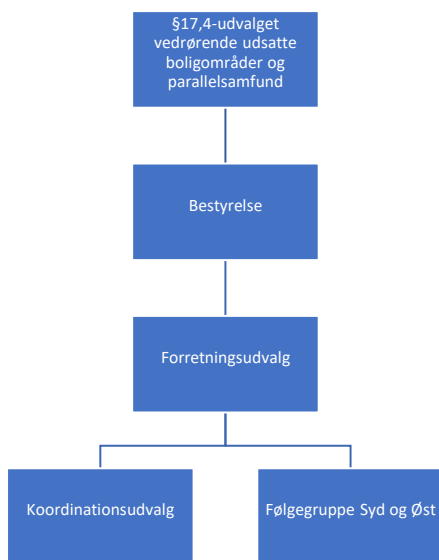 §17,4-udvalget
vedrørende udsatte
boligområder og
parallelsamfund
Bestyrelse
Forretningsudvalg
Koordinationsudvalg
Følgegruppe Syd og Øst